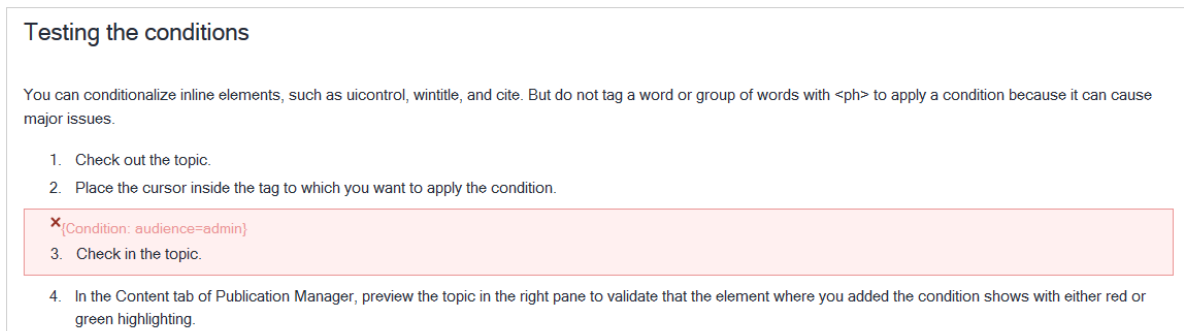 Testing the conditions
You can conditionalize inline elements, such as uicontrol, wintitle, and cite. But do not tag a word or group of words with <ph> to apply a condition because it can cause
major issues.
1. Check out the topic.
2. Place the cursor inside the tag to which you want to apply the condition.
{Condition: audience=admin}
3. Check in the topic.
4. In the Content tab of Publication Manager, preview the topic in the right pane to validate that the element where you added the condition shows with either red or
green highlighting.